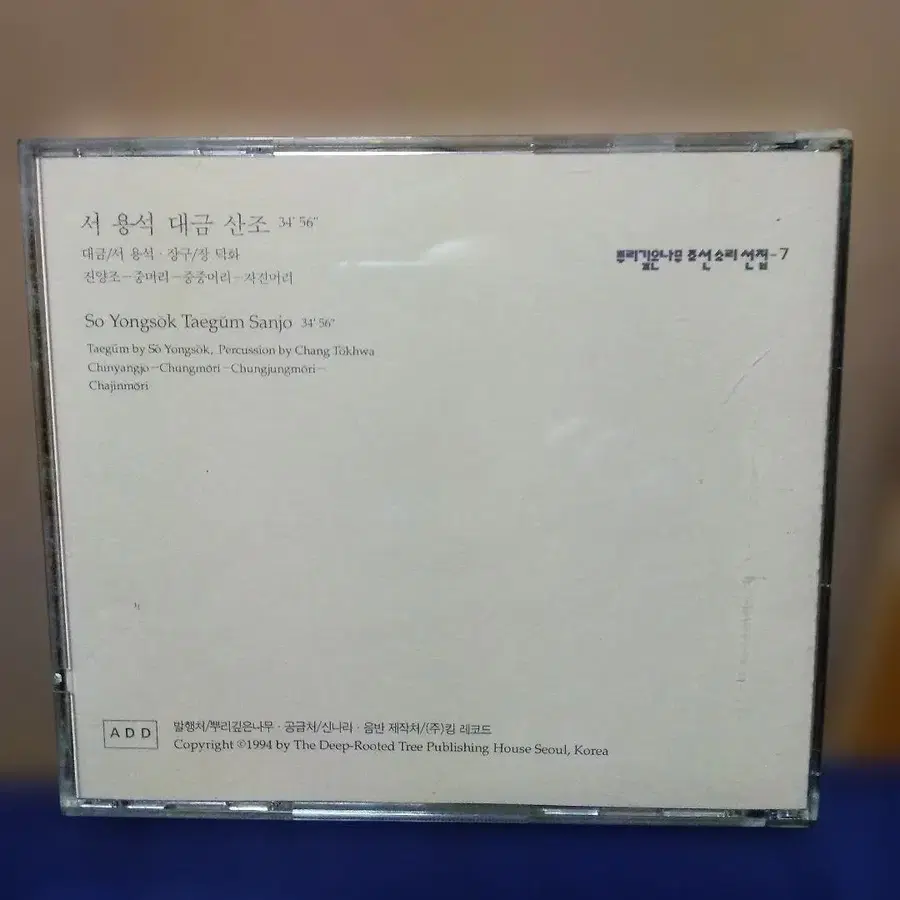 서 용석 대금 산조 34' 56"
대금/서 용석 · 장구/장 덕화
진양조－중머리－중중머리－자진머리
뿌리깊은나무 조선 소리 선집-7
So Yongsŏk Taegŭm Sanjo 34' 56"
Taegŭm by Sŏ Yongsŏk, Percussion by Chang Tŏkhwa
Chinyangjo－Chungmŏri－Chungjungmŏri－
Chajinmŏri
ADD
발행처/뿌리깊은나무 · 공급처/신나라 · 음반 제작처/(주)킹 레코드
Copyright ©1994 by The Deep-Rooted Tree Publishing House Seoul, Korea